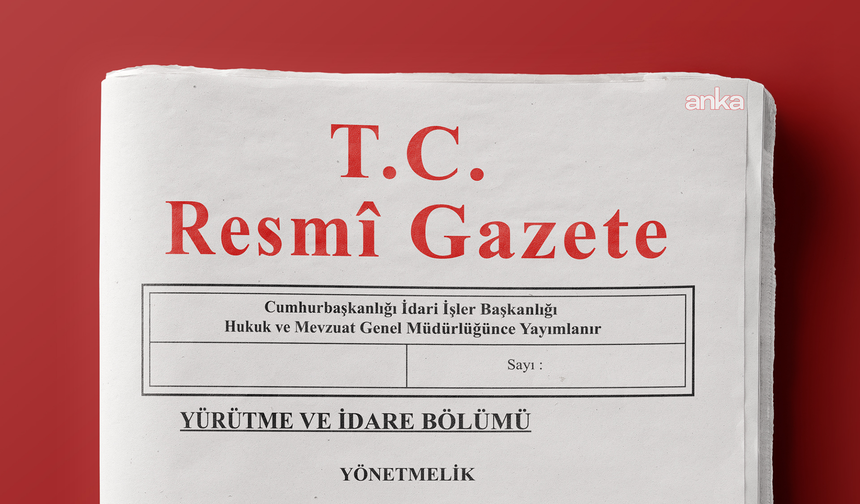 anka
T.C.
Resmî Gazete
Cumhurbaşkanlığı İdari İşler Başkanlığı
Hukuk ve Mevzuat Genel Müdürlüğünce Yayımlanır
Sayı :
YÜRÜTME VE İDARE BÖLÜMÜ
YÖNETMELİK